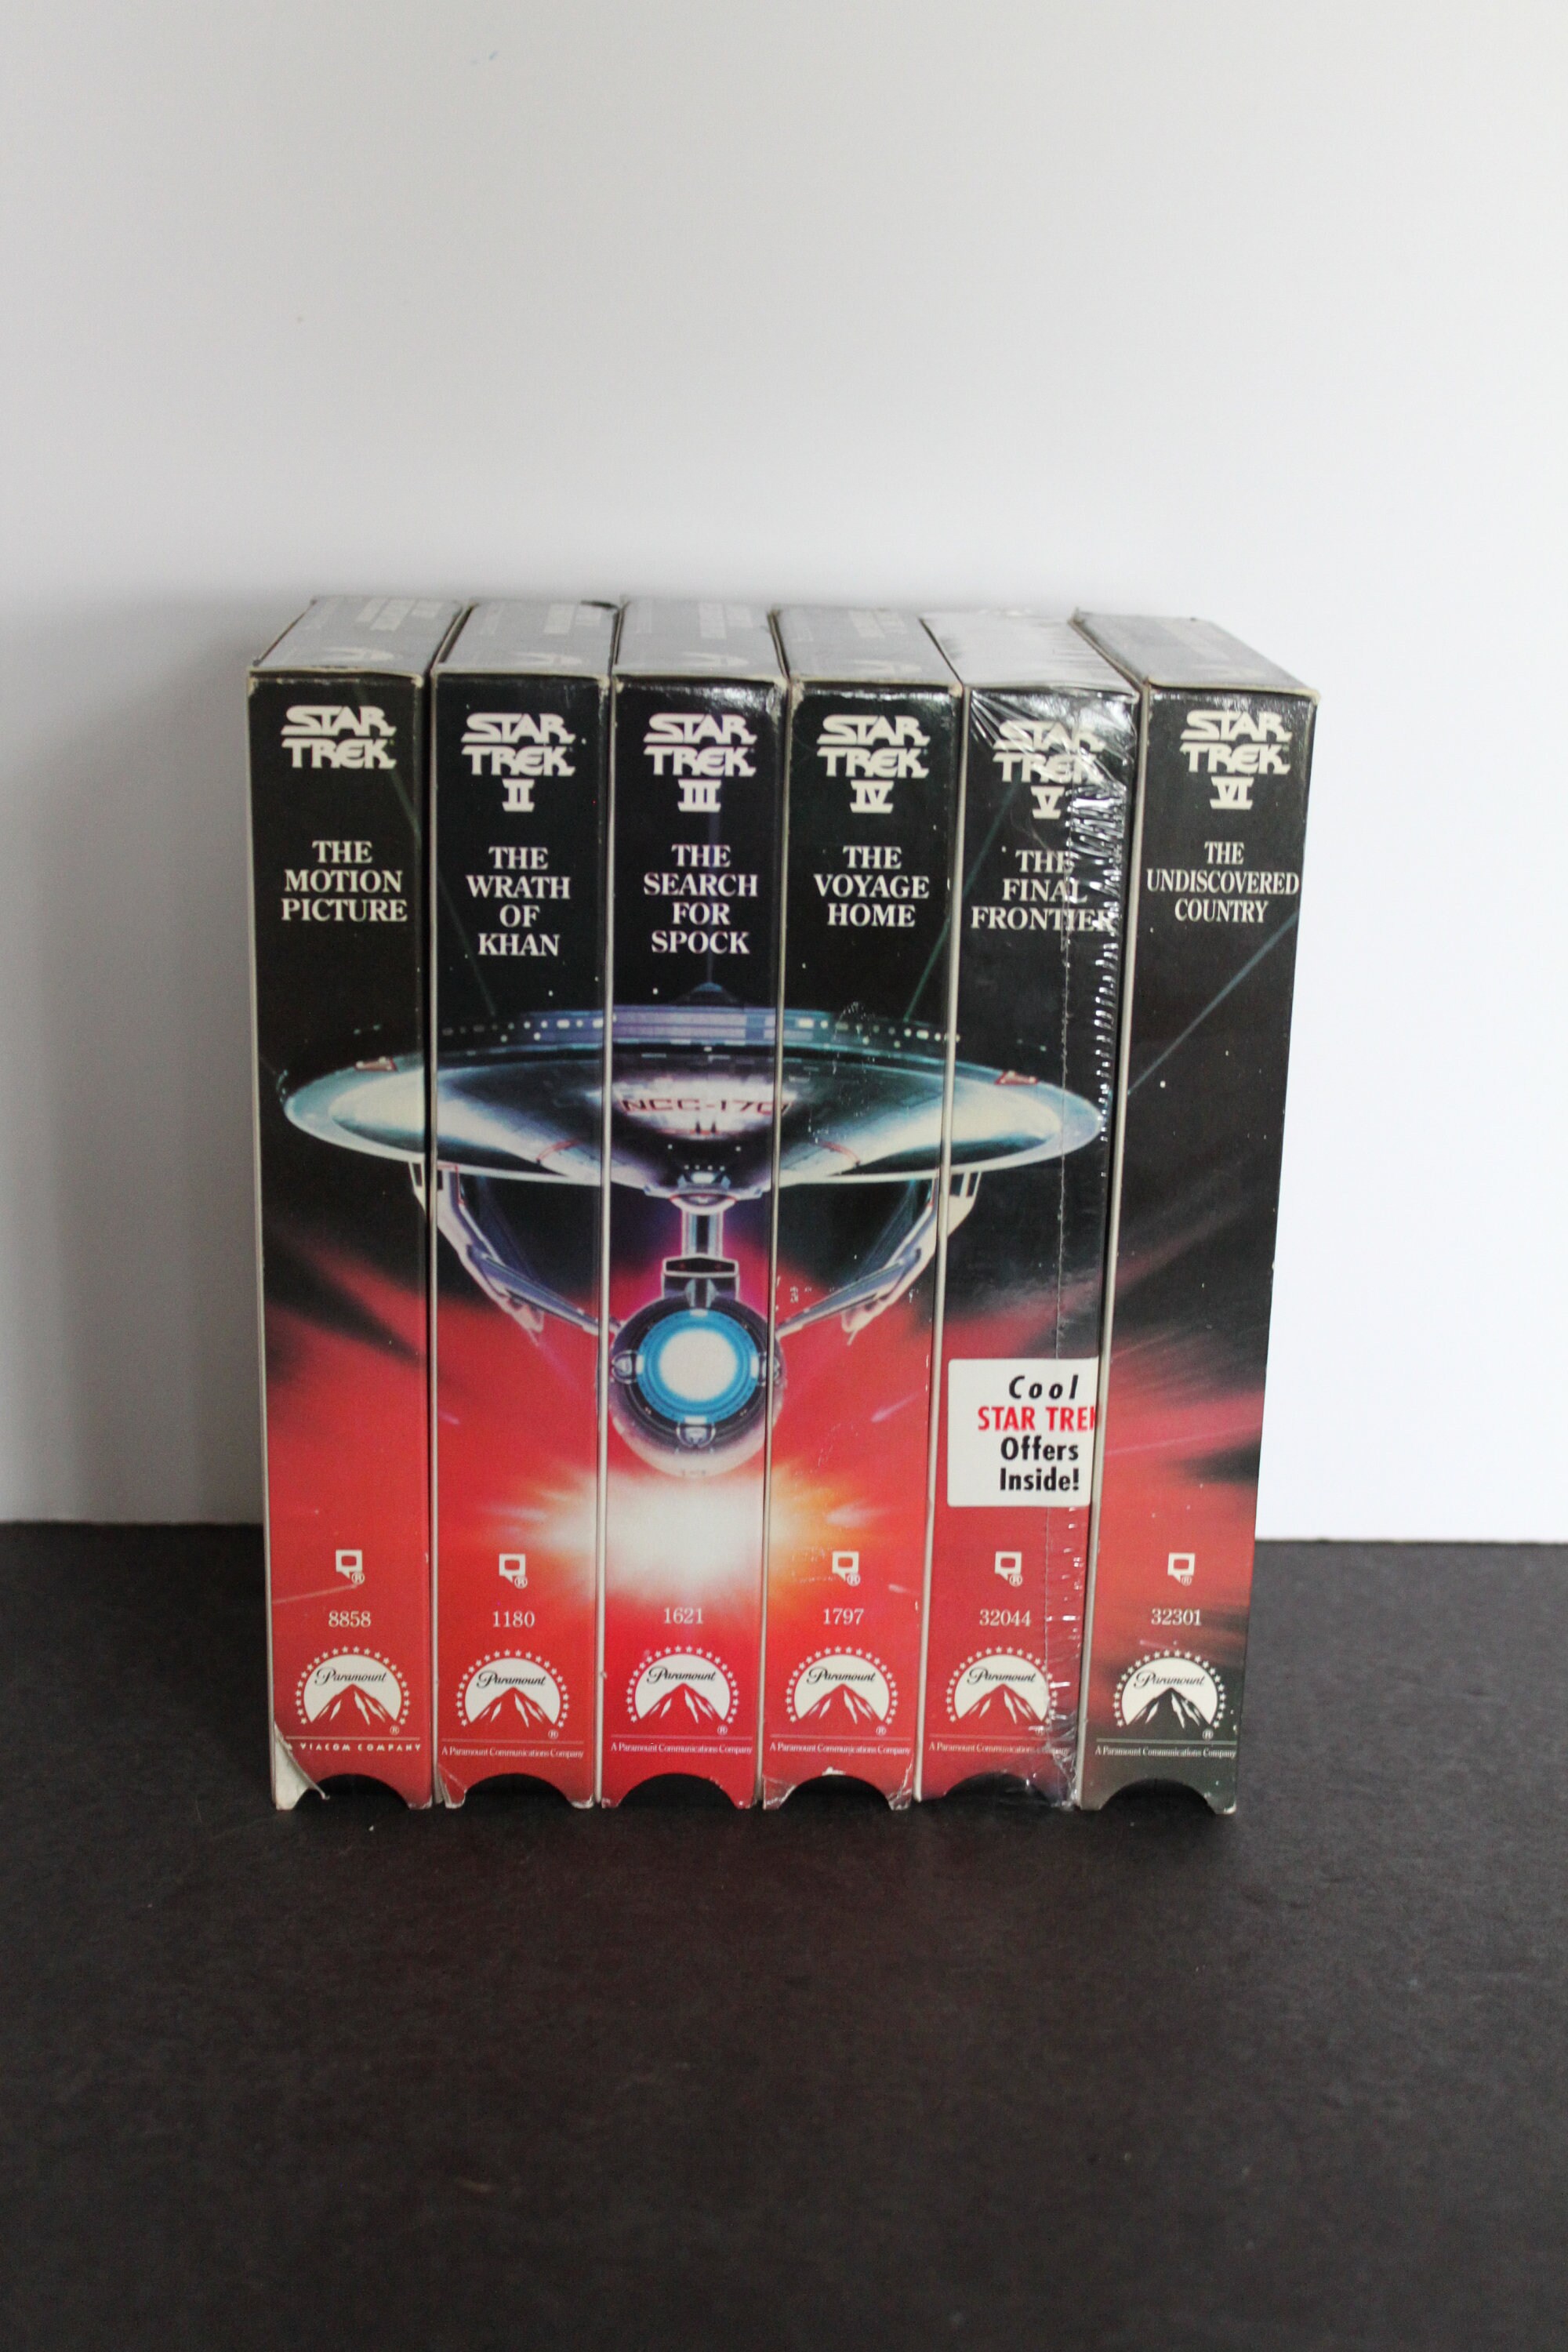 STAR
TREK
THE
MOTION
PICTURE
8858
Paramount
VIACOM COMPANY
STAR
TREK
II
THE
WRATH
OF
KHAN
1180
Paramount
A Paramount Communications Company
STAR
TREK
III
THE
SEARCH
FOR
SPOCK
1621
Paramount
A Paramount Communications Company
STAR
TREK
IV
THE
VOYAGE
HOME
1797
Paramount
A Paramount Communications Company
STAR
TREK
V
THE
FINAL
FRONTIER
Cool
STAR TREK
Offers
Inside!
32044
Paramount
A Paramount Communications Company
STAR
TREK
VI
THE
UNDISCOVERED
COUNTRY
32301
Paramount
A Paramount Communications Company
NCC-170